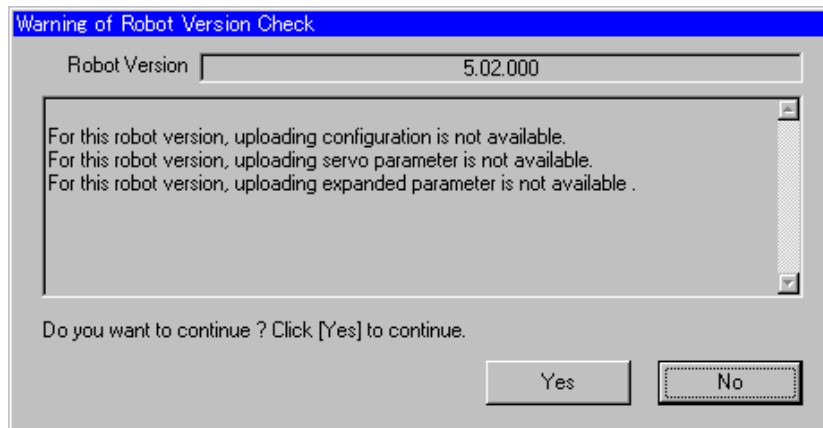 Warning of Robot Version Check
Robot Version 5.02.000
For this robot version, uploading configuration is not available.
For this robot version, uploading servo parameter is not available.
For this robot version, uploading expanded parameter is not available .
Do you want to continue ? Click [Yes] to continue.
Yes No